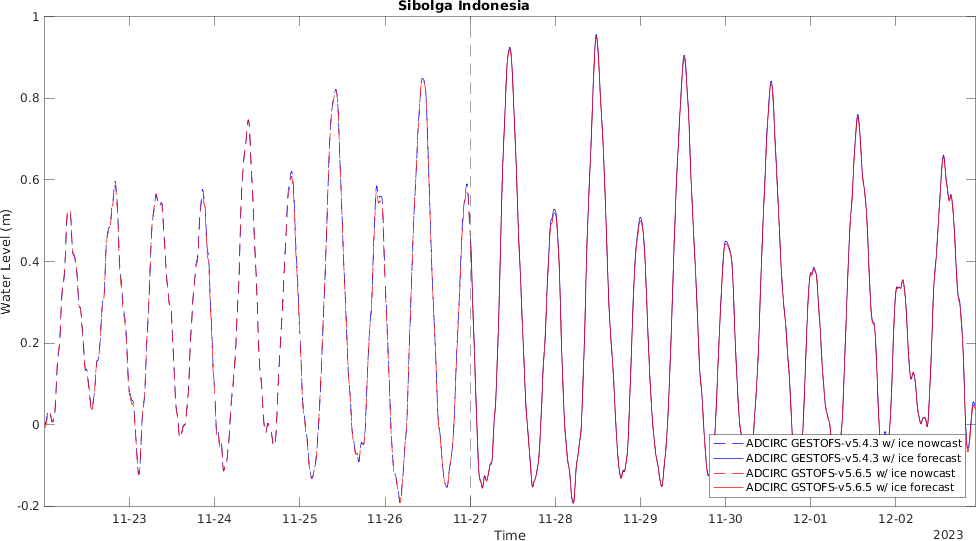 Sibolga Indonesia
Water Level (m)
1
0.8
0.6
0.4
0.2
0
-0.2
11-23
11-24
11-25
11-26
11-27
11-28
11-29
11-30
12-01
12-02
Time
2023
ADCIRC GESTOFS-v5.4.3 w/ ice nowcast
ADCIRC GESTOFS-v5.4.3 w/ ice forecast
ADCIRC GSTOFS-v5.6.5 w/ ice nowcast
ADCIRC GSTOFS-v5.6.5 w/ ice forecast